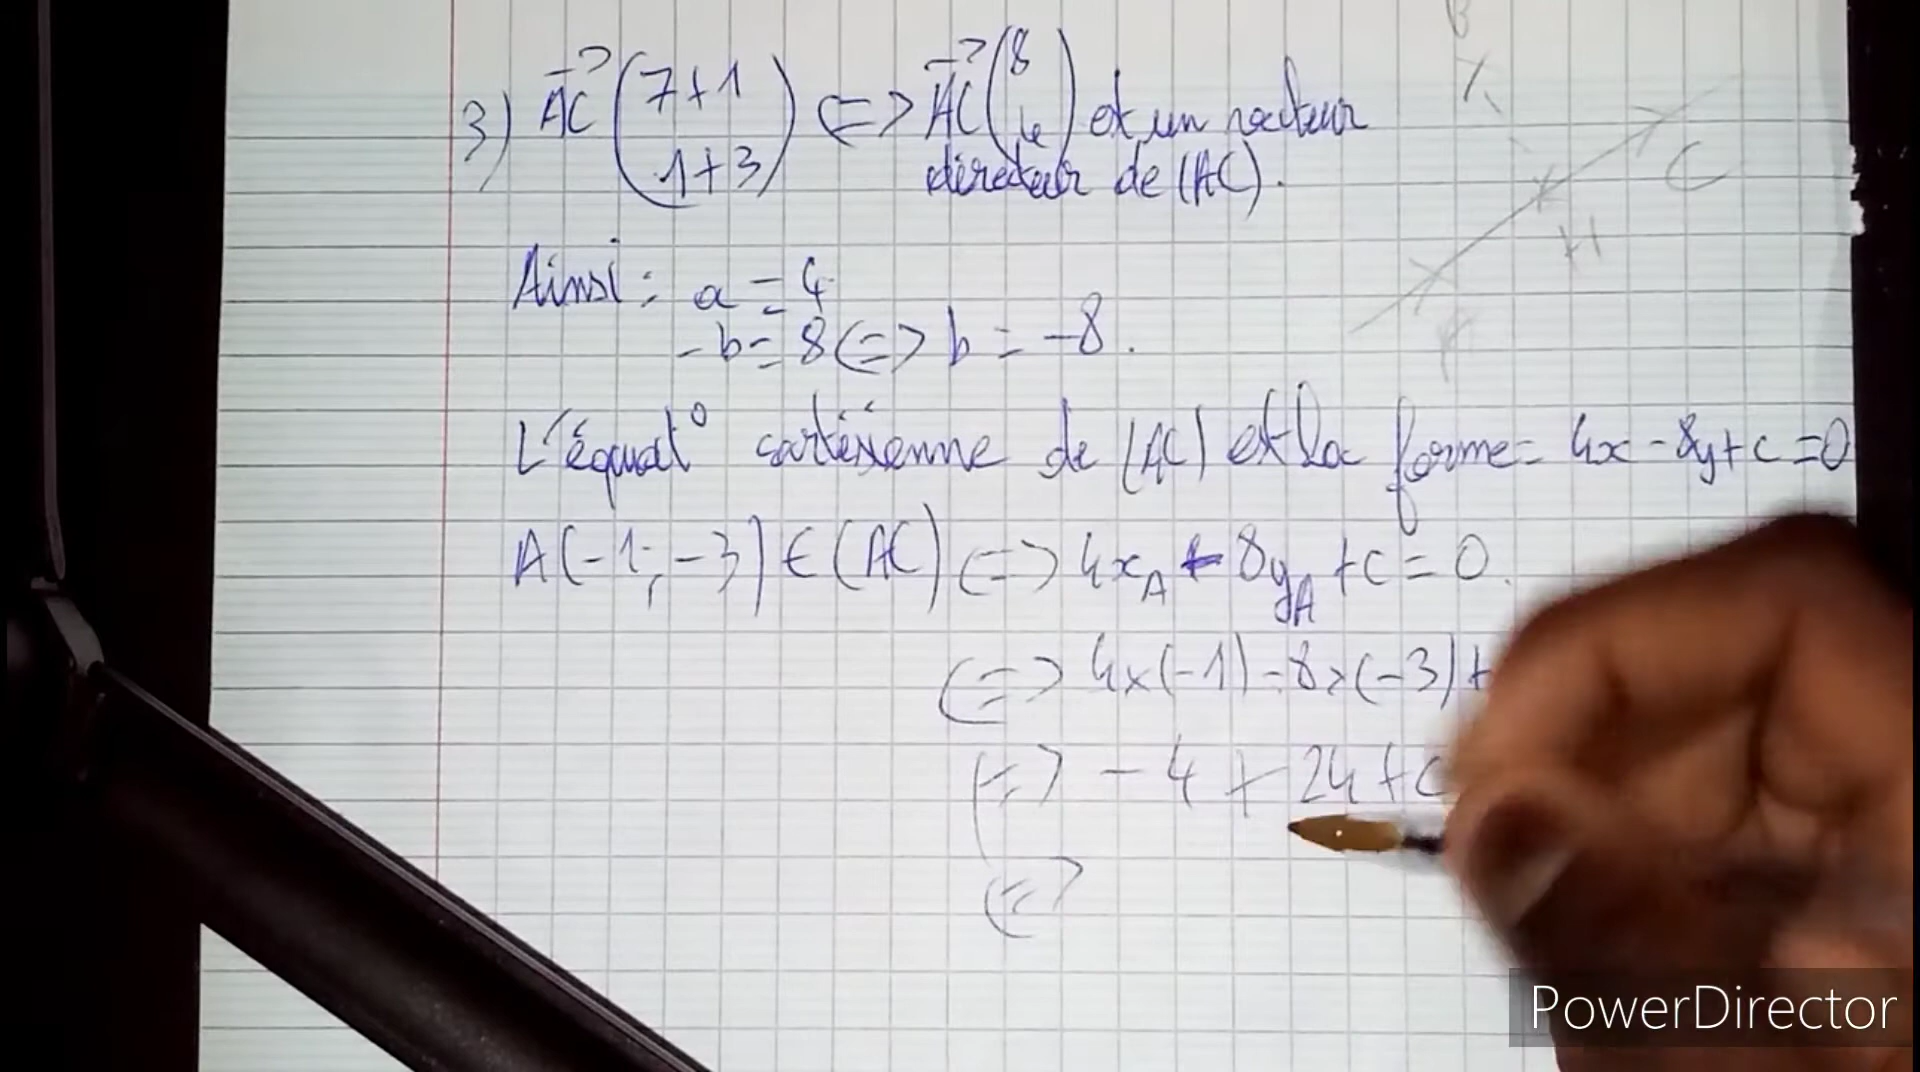 B
3) AC (7+1 1+3) <=> AC (8 4) et un vecteur
directeur de (AC).
C
H
Ainsi : a = 4
-b = 8 <=> b = -8.
A
L'équat° cartésienne de (AC) est la forme = 4x - 8y + c = 0
A(-1; -3) ∈ (AC) <=> 4xA - 8yA + c = 0.
<=> 4×(-1) - 8×(-3) +
<=> -4 + 24 + c
<=>
PowerDirector